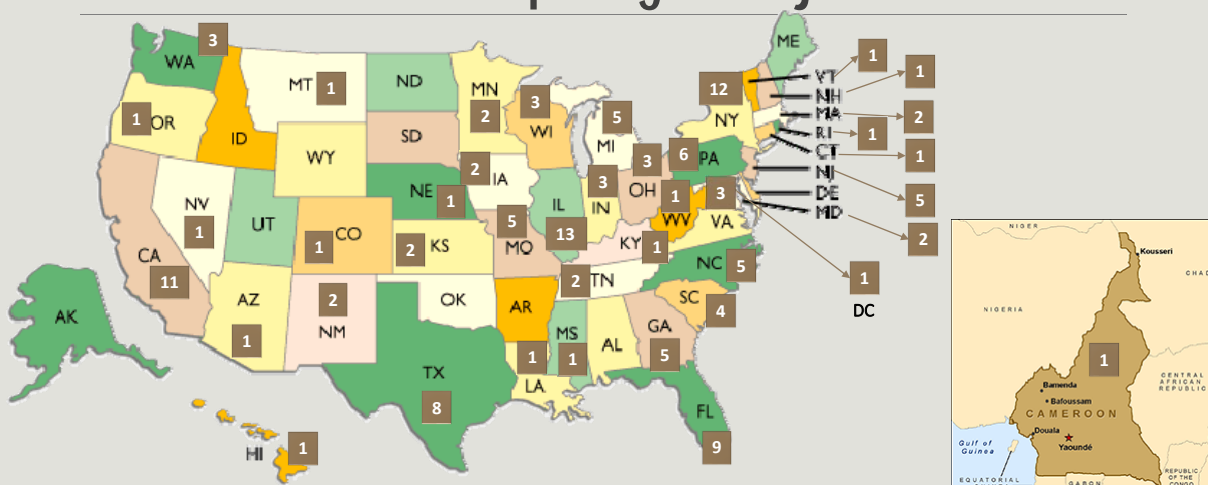 ME
WA
3
MT
1
ND
MN
2
3
WI
5
MI
12
NY
VT
1
NH
1
MA
2
RI
1
CT
1
NJ
5
DE
MD
2
1
OR
ID
WY
SD
2
IA
NE
1
3
IN
3
OH
6
PA
1
WV
3
VA
NV
1
UT
1
CO
2
KS
5
MO
IL
13
KY
1
CA
11
AZ
1
2
NM
OK
AR
2
TN
NC
5
SC
4
GA
5
MS
1
AL
1
LA
TX
8
FL
9
AK
HI
1
1
DC
NIGER
Kousseri
NIGERIA
1
CENTRAL
AFRICAN
REPUBLIC
Bamenda
Bafoussam
CAMEROON
Douala
Yaoundé
Gulf of
Guinea
EQUATORIAL
GABON
REPUBLIC
OF THE
CONGO